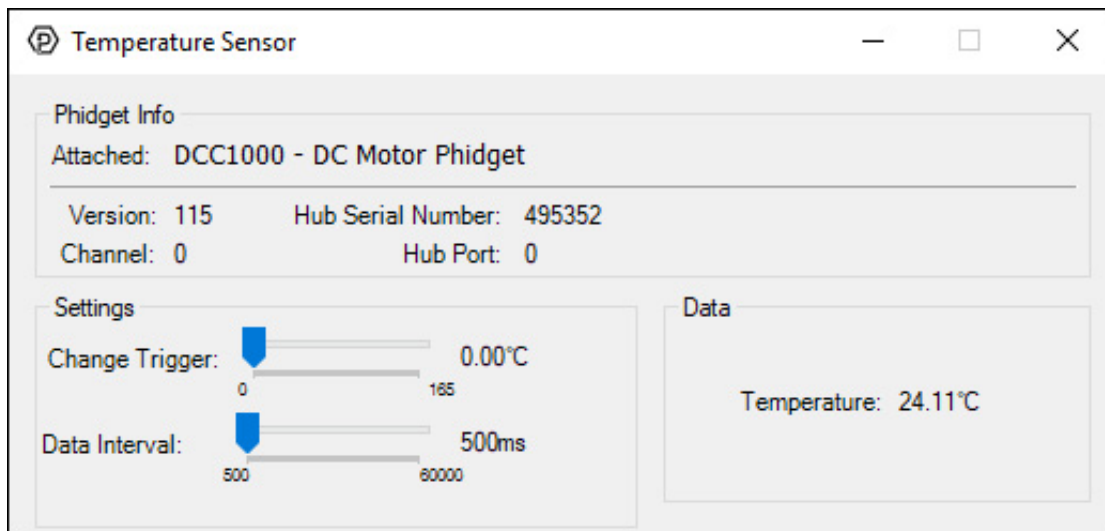 Temperature Sensor
Phidget Info
Attached: DCC1000 - DC Motor Phidget
Version: 115 Hub Serial Number: 495352
Channel: 0 Hub Port: 0
Settings
Change Trigger: 0.00°C
0 165
Data Interval: 500ms
500 60000
Data
Temperature: 24.11°C